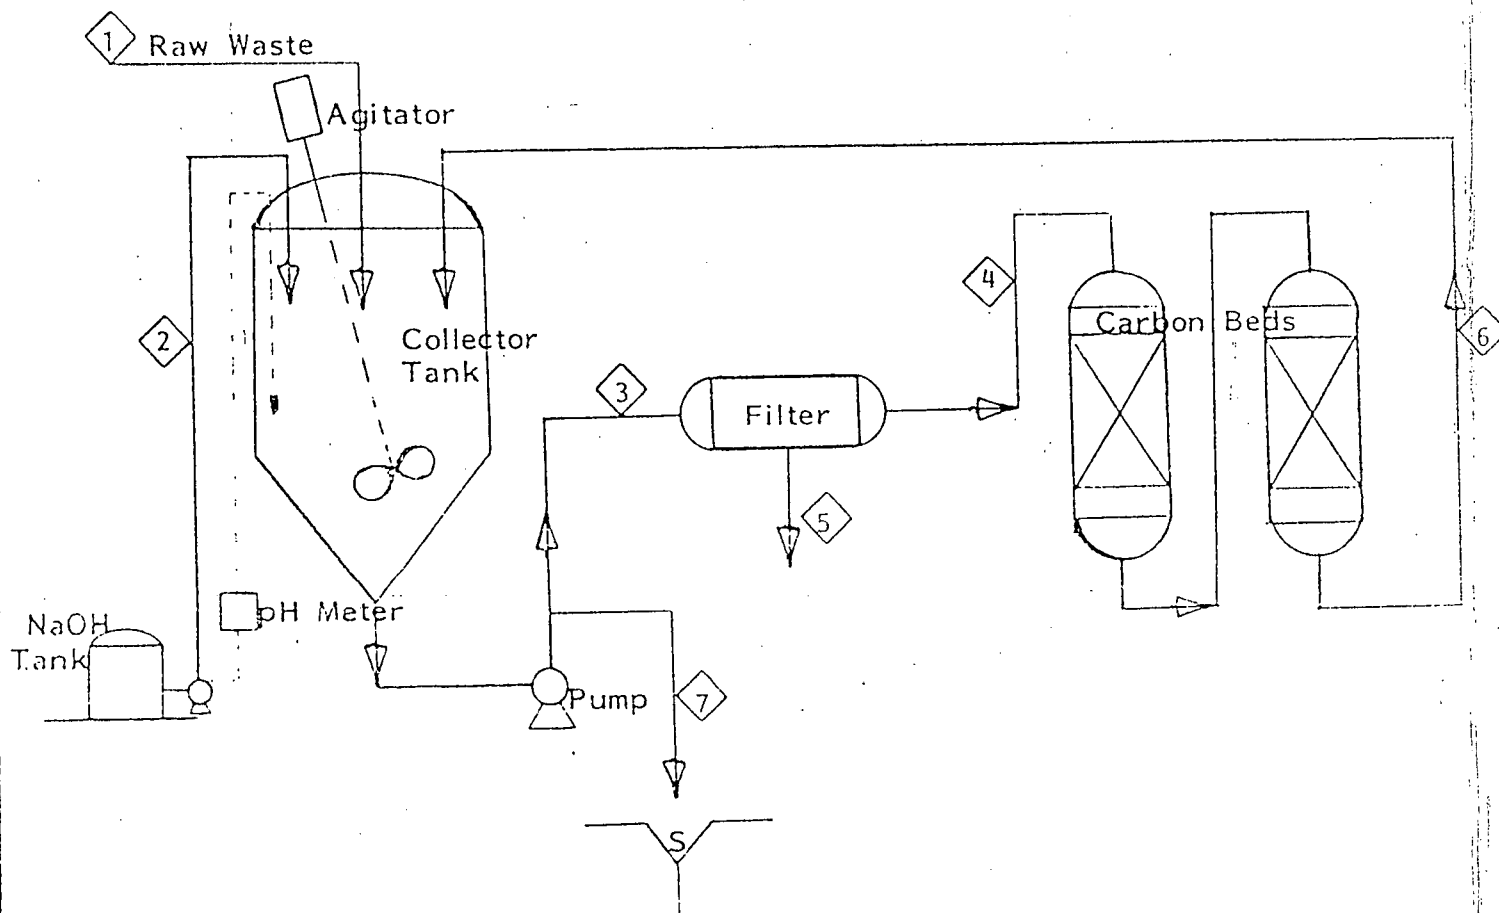 1
Raw Waste
Agitator
2
Collector
Tank
3
Filter
4
Carbon Beds
6
5
pH Meter
NaOH
Tank
Pump
7
S